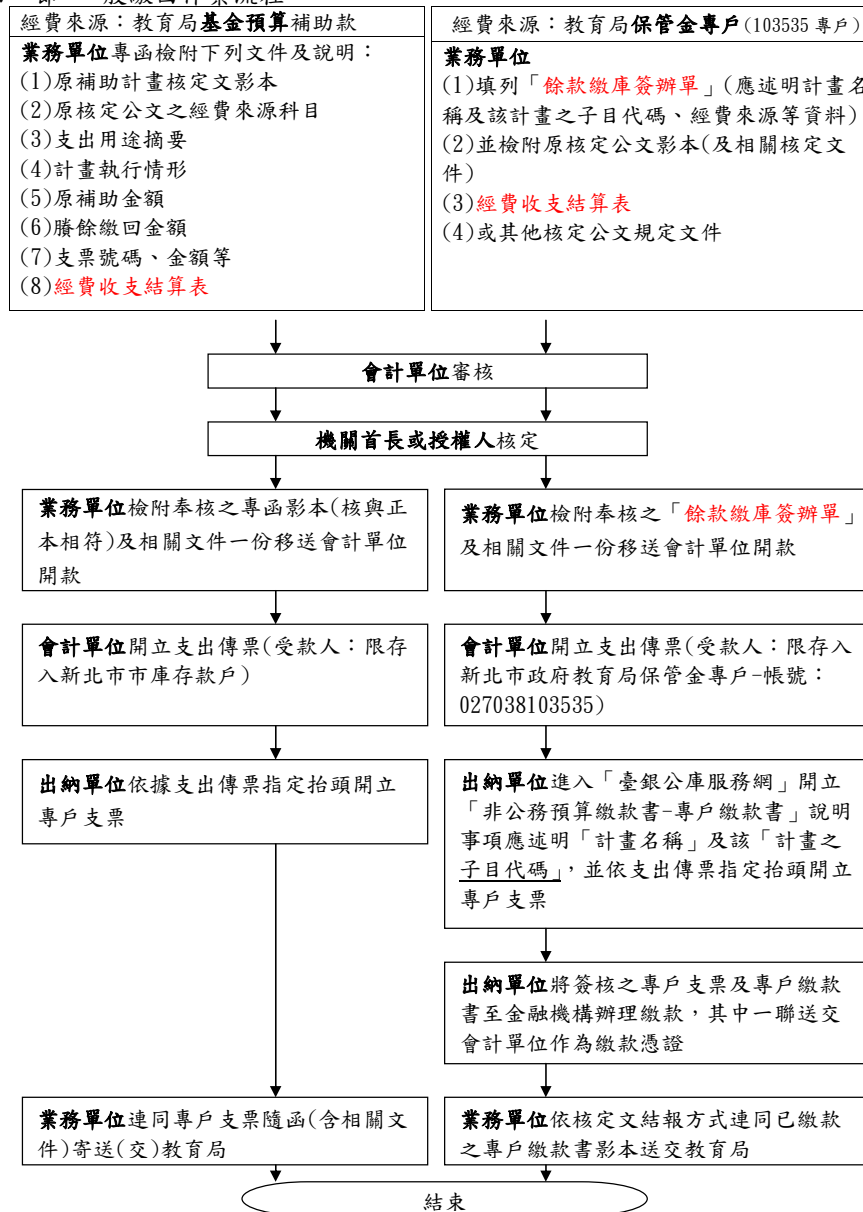 一般繳回作業流程
經費來源：教育局基金預算補助款
業務單位專函檢附下列文件及說明：
(1)原補助計畫核定文影本
(2)原核定公文之經費來源科目
(3)支出用途摘要
(4)計畫執行情形
(5)原補助金額
(6)賸餘繳回金額
(7)支票號碼、金額等
(8)經費收支結算表
經費來源：教育局保管金專戶(103535 專戶)
業務單位
(1)填列「餘款繳庫簽辦單」(應述明計畫名
稱及該計畫之子目代碼、經費來源等資料)
(2)並檢附原核定公文影本(及相關核定文
件)
(3)經費收支結算表
(4)或其他核定公文規定文件
會計單位審核
機關首長或授權人核定
業務單位檢附奉核之專函影本(核與正
本相符)及相關文件一份移送會計單位
開款
業務單位檢附奉核之「餘款繳庫簽辦單」
及相關文件一份移送會計單位開款
會計單位開立支出傳票(受款人：限存
入新北市市庫存款戶)
會計單位開立支出傳票(受款人：限存入
新北市政府教育局保管金專戶-帳號：
027038103535)
出納單位依據支出傳票指定抬頭開立
專戶支票
出納單位進入「臺銀公庫服務網」開立
「非公務預算繳款書-專戶繳款書」說明
事項應述明「計畫名稱」及該「計畫之
子目代碼」，並依支出傳票指定抬頭開立
專戶支票
出納單位將簽核之專戶支票及專戶繳款
書至金融機構辦理繳款，其中一聯送交
會計單位作為繳款憑證
業務單位連同專戶支票隨函(含相關文
件)寄送(交)教育局
業務單位依核定文結報方式連同已繳款
之專戶繳款書影本送交教育局
結束